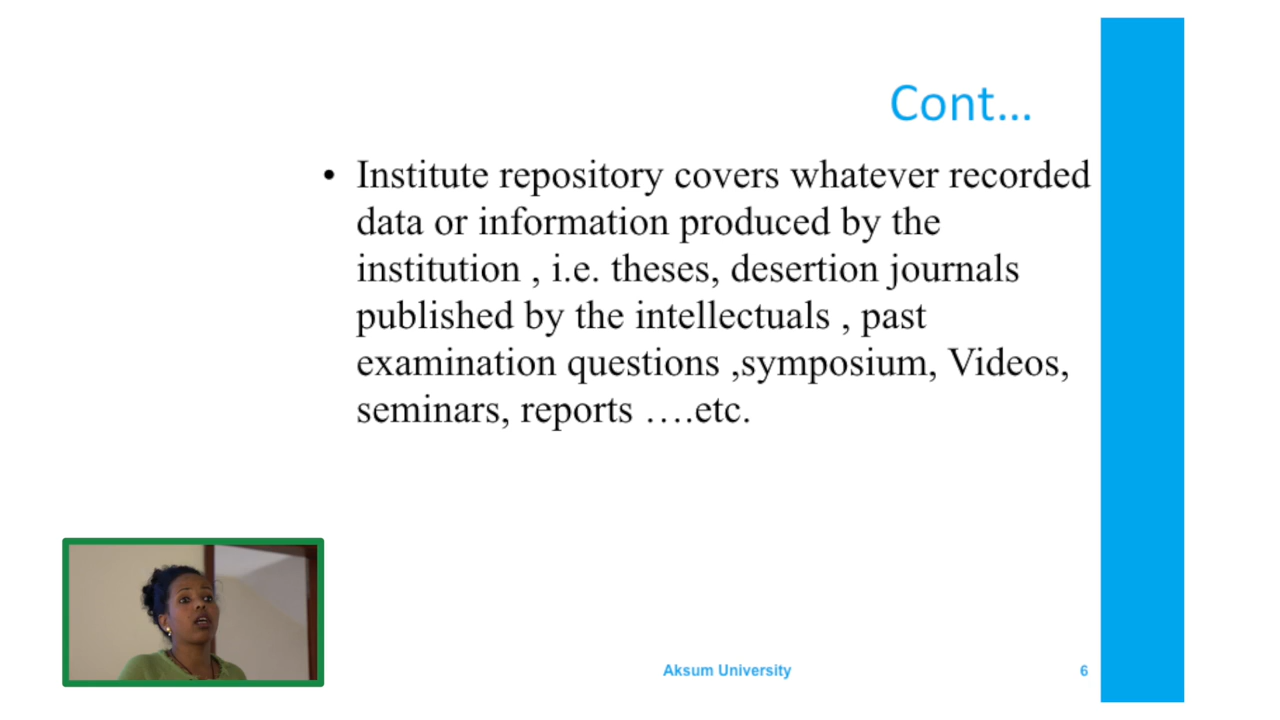 Cont...
• Institute repository covers whatever recorded
data or information produced by the
institution , i.e. theses, desertion journals
published by the intellectuals , past
examination questions ,symposium, Videos,
seminars, reports ….etc.
Aksum University
6